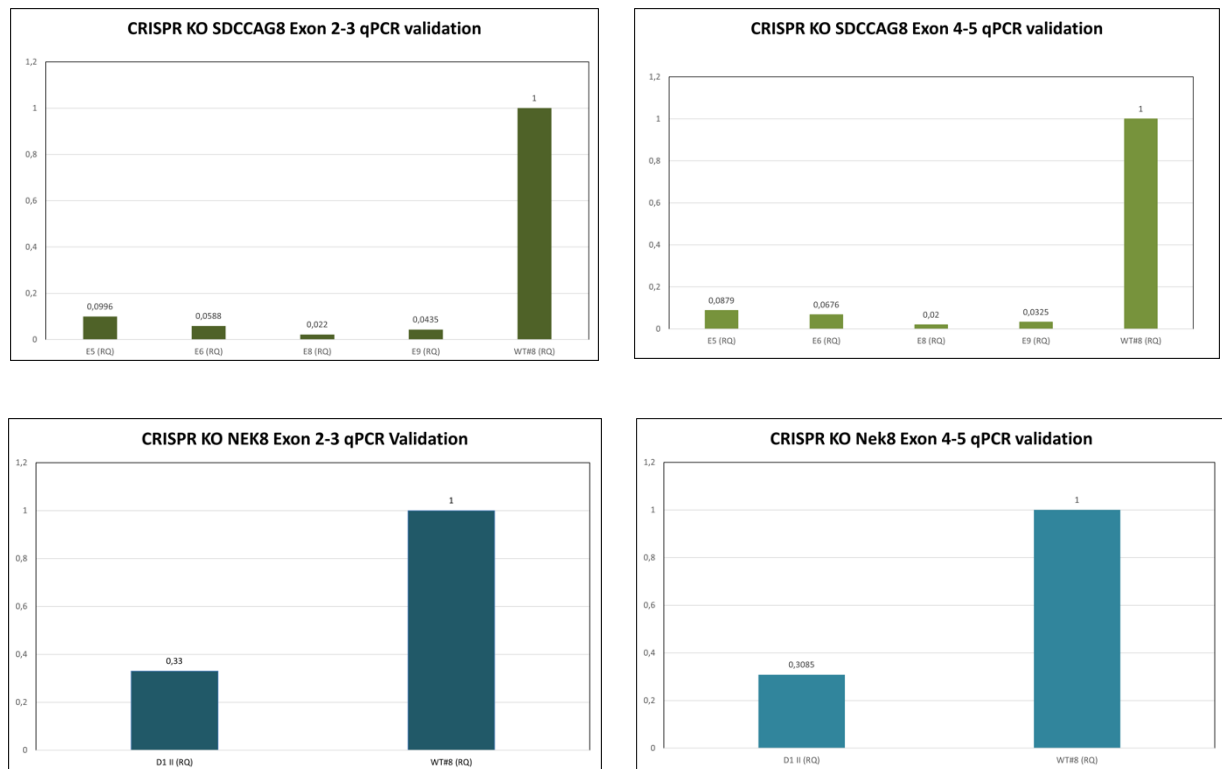 CRISPR KO SDCCAG8 Exon 2-3 qPCR validation
1,2
1
0,8
0,6
0,4
0,2
0
0,0996
0,0588
0,022
0,0435
1
E5 (RQ)
E6 (RQ)
E8 (RQ)
E9 (RQ)
WT#8 (RQ)
CRISPR KO SDCCAG8 Exon 4-5 qPCR validation
1,2
1
0,8
0,6
0,4
0,2
0
0,0879
0,0676
0,02
0,0325
1
E5 (RQ)
E6 (RQ)
E8 (RQ)
E9 (RQ)
WT#8 (RQ)
CRISPR KO NEK8 Exon 2-3 qPCR Validation
1,2
1
0,8
0,6
0,4
0,2
0
0,33
1
D1 II (RQ)
WT#8 (RQ)
CRISPR KO Nek8 Exon 4-5 qPCR validation
1,2
1
0,8
0,6
0,4
0,2
0
0,3085
1
D1 II (RQ)
WT#8 (RQ)